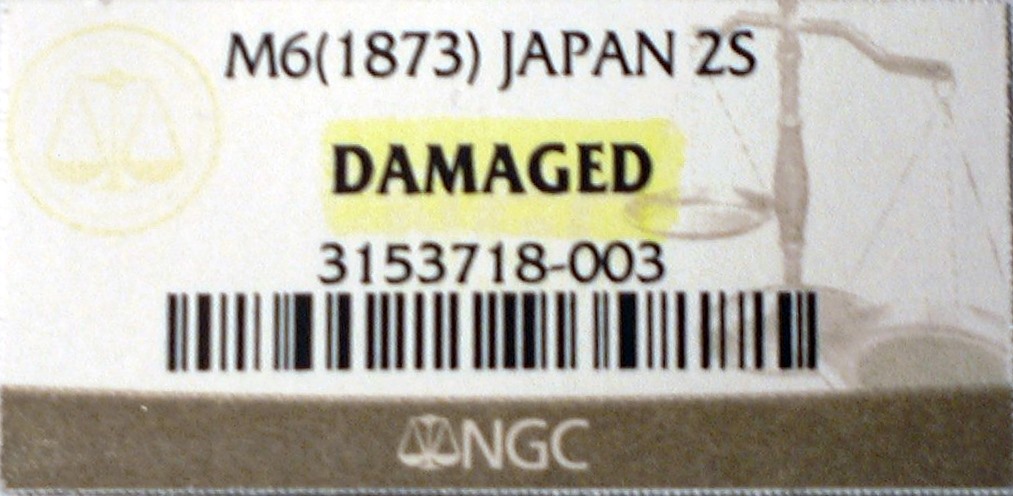 M6(1873) JAPAN 2S
DAMAGED
3153718-003
NGC